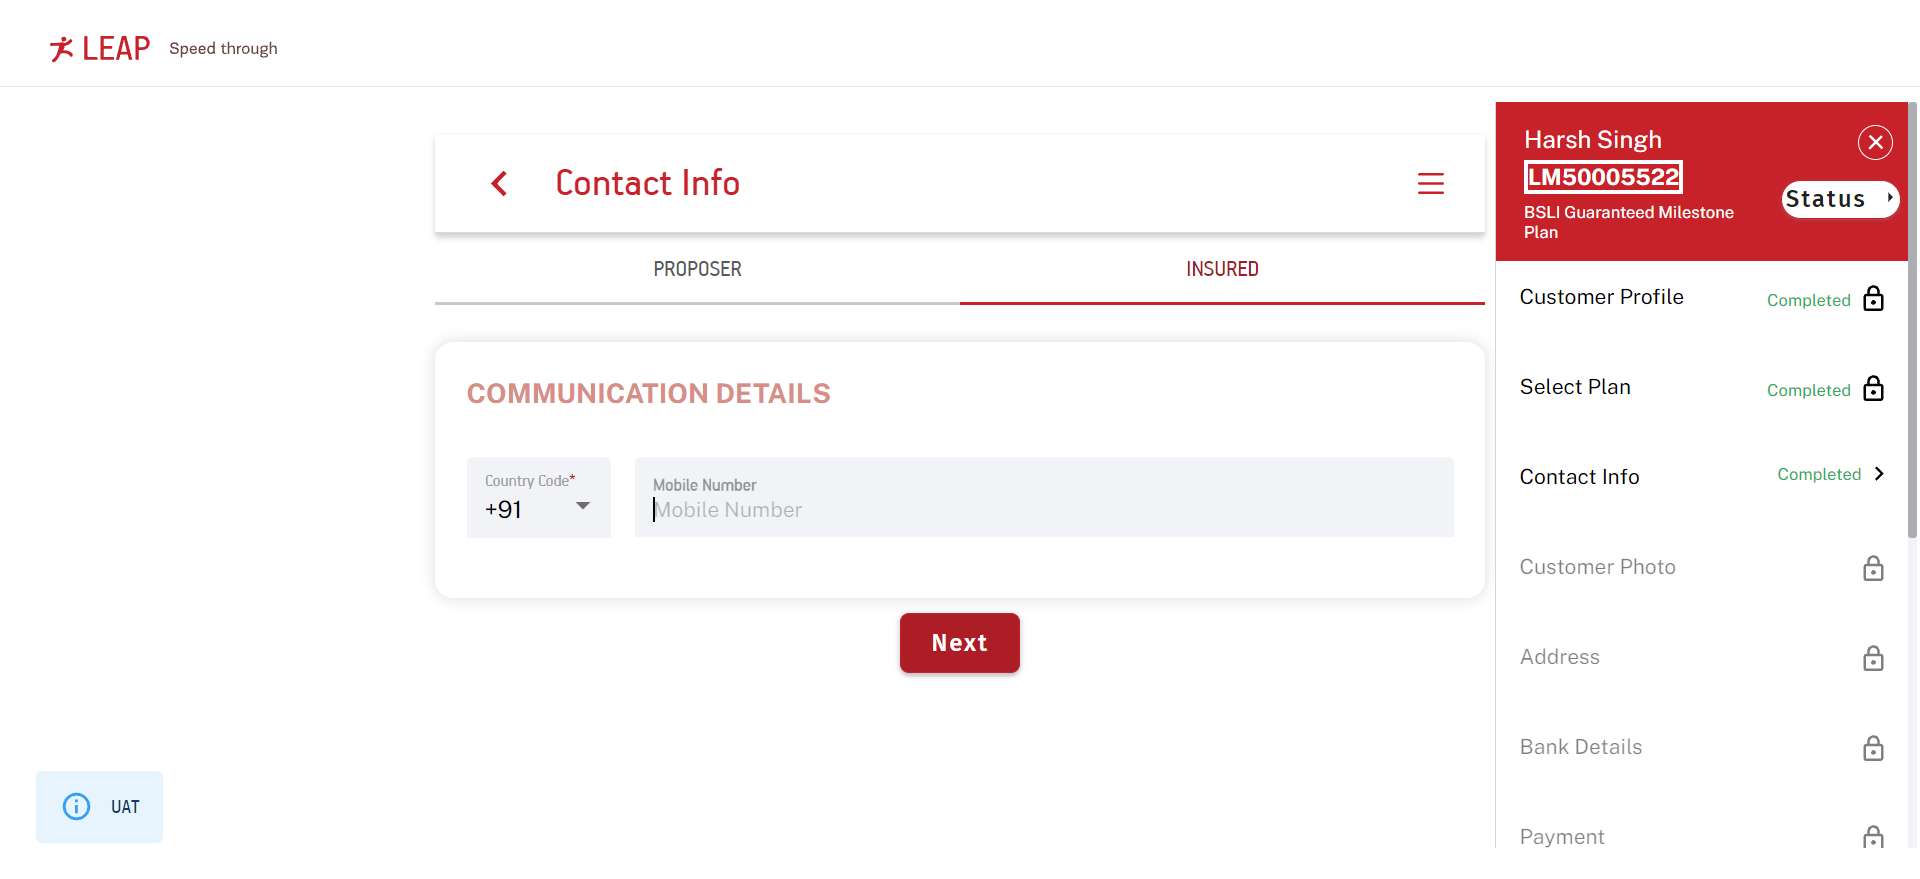 LEAP Speed through
Contact Info
PROPOSER INSURED
COMMUNICATION DETAILS
Country Code*
+91
Mobile Number
Mobile Number
Next
UAT
Harsh Singh
LM50005522
BSLI Guaranteed Milestone
Plan
Status
Customer Profile Completed
Select Plan Completed
Contact Info Completed
Customer Photo
Address
Bank Details
Payment